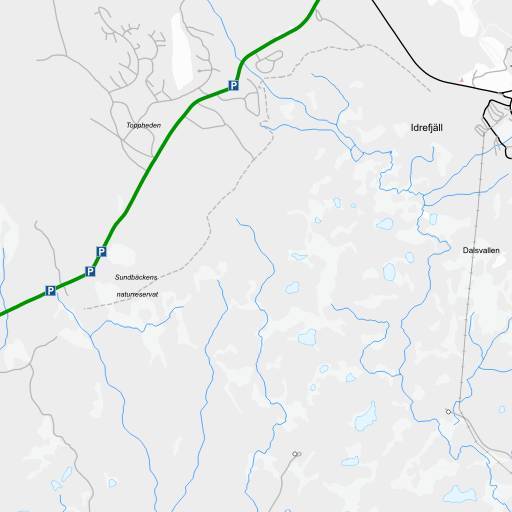 P
Toppheden
Idrefjäll
P
Dalsvallen
P
Sundbäckens
naturreservat
P